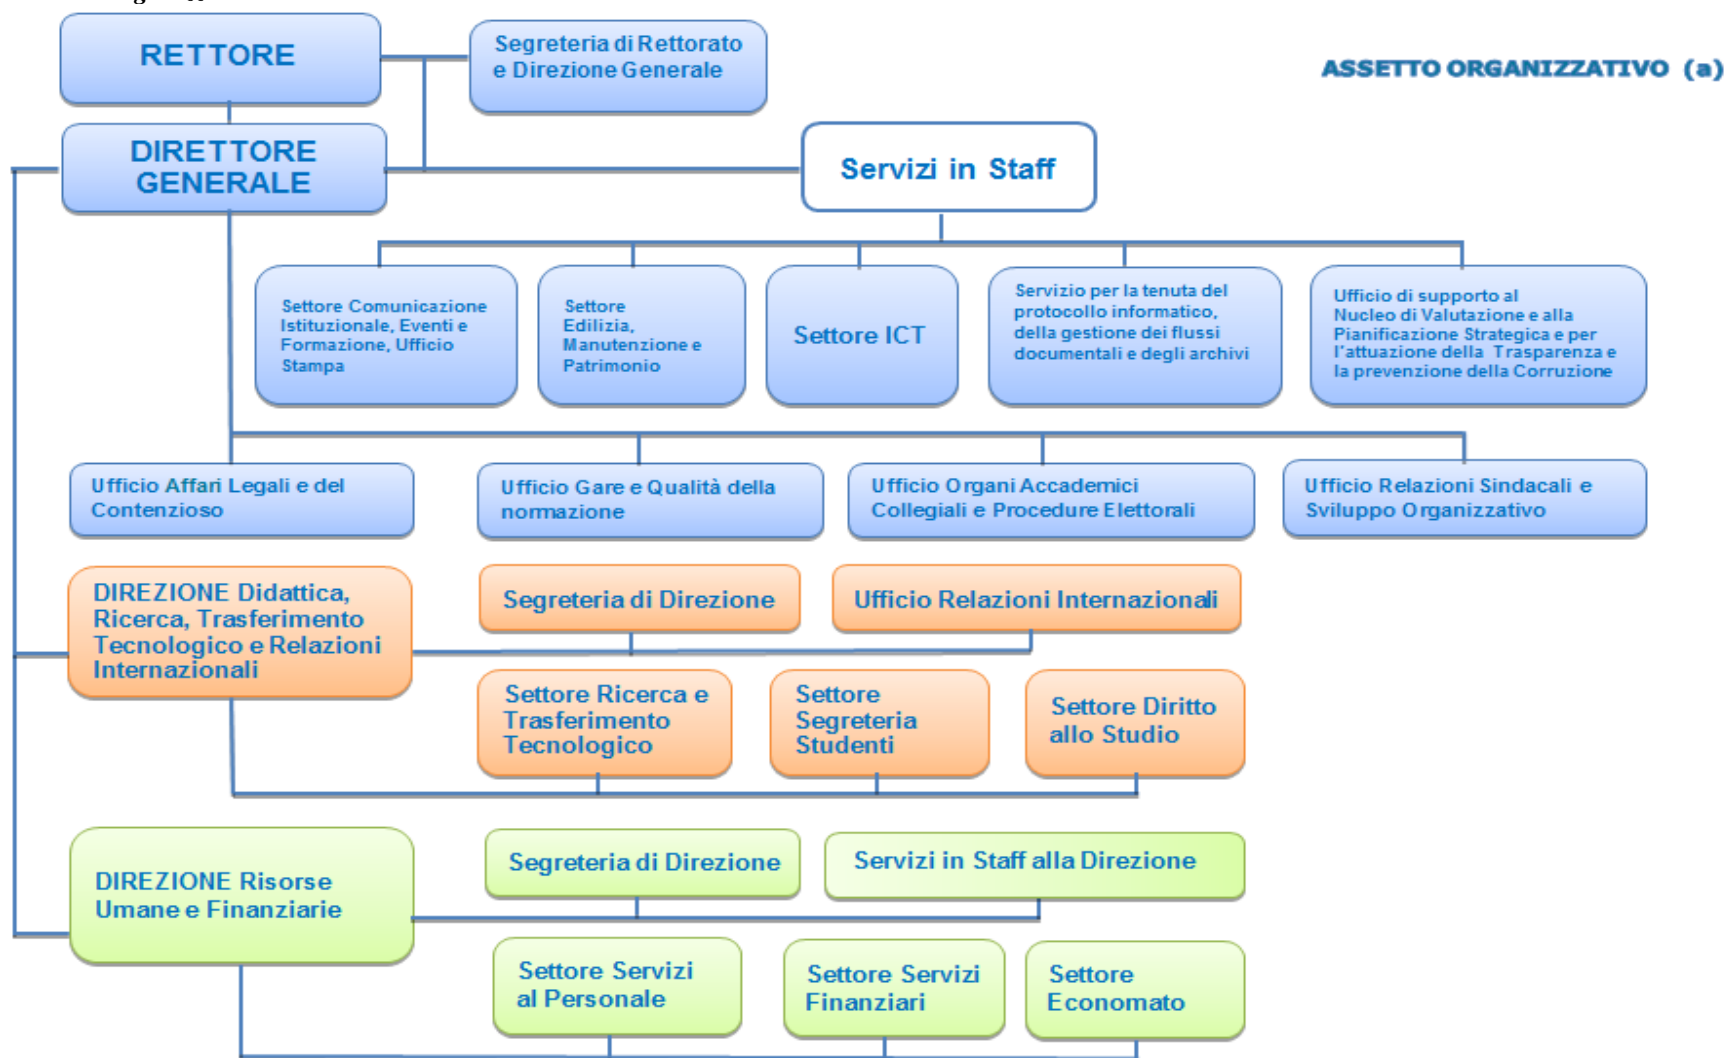 RETTORE
Segreteria di Rettorato
e Direzione Generale
ASSETTO ORGANIZZATIVO (a)
DIRETTORE
GENERALE
Servizi in Staff
Settore Comunicazione
Istituzionale, Eventi e
Formazione, Ufficio
Stampa
Settore
Edilizia,
Manutenzione e
Patrimonio
Settore ICT
Servizio per la tenuta del
protocollo informatico,
della gestione dei flussi
documentali e degli archivi
Ufficio di supporto al
Nucleo di Valutazione e alla
Pianificazione Strategica e per
l'attuazione della Trasparenza e
la prevenzione della Corruzione
Ufficio Affari Legali e del
Contenzioso
Ufficio Gare e Qualità della
normazione
Ufficio Organi Accademici
Collegiali e Procedure Elettorali
Ufficio Relazioni Sindacali e
Sviluppo Organizzativo
DIREZIONE Didattica,
Ricerca, Trasferimento
Tecnologico e Relazioni
Internazionali
Segreteria di Direzione
Ufficio Relazioni Internazionali
Settore Ricerca e
Trasferimento
Tecnologico
Settore
Segreteria
Studenti
Settore Diritto
allo Studio
DIREZIONE Risorse
Umane e Finanziarie
Segreteria di Direzione
Servizi in Staff alla Direzione
Settore Servizi
al Personale
Settore Servizi
Finanziari
Settore
Economato